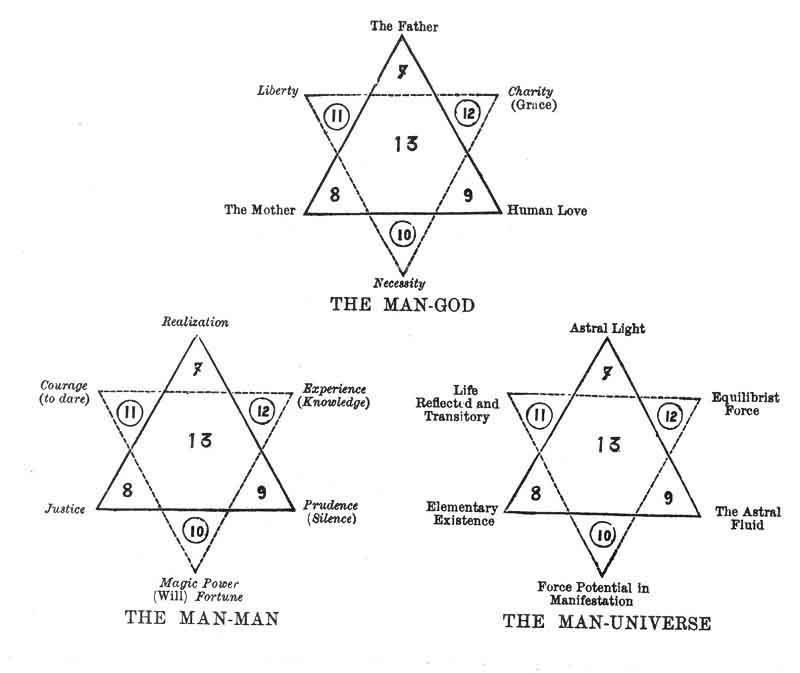 The Father
7
Liberty
Charity
(Grace)
11
12
13
8
9
The Mother
Human Love
10
Necessity
THE MAN-GOD
Realization
7
Courage
(to dare)
Experience
(Knowledge)
11
12
13
8
9
Justice
Prudence
(Silence)
10
Magic Power
(Will) Fortune
THE MAN-MAN
Astral Light
7
Life
Reflected and
Transitory
Equilibrist
Force
11
12
13
8
9
Elementary
Existence
The Astral
Fluid
10
Force Potential in
Manifestation
THE MAN-UNIVERSE